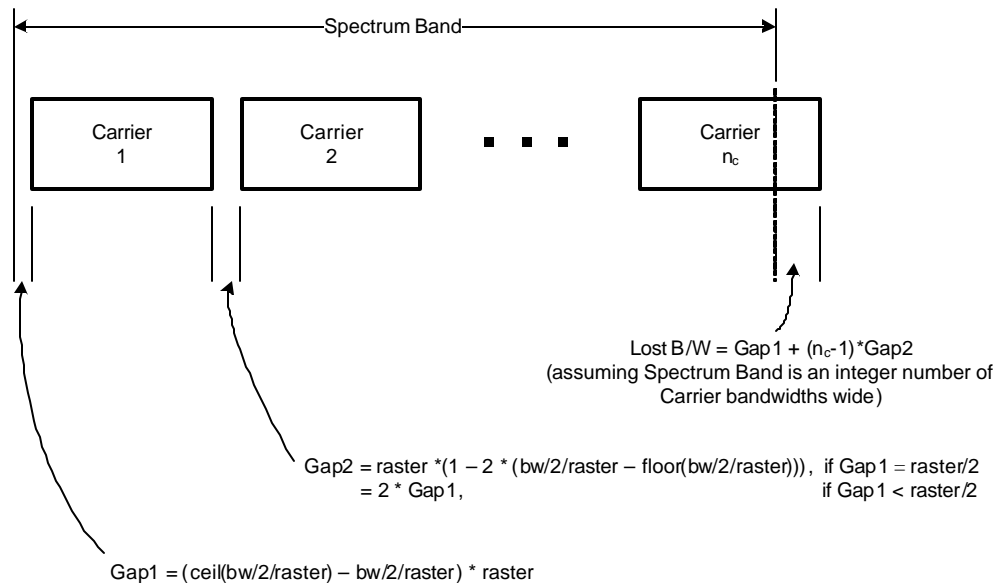 Spectrum Band
Carrier
1
Carrier
2
Carrier
n_c
Lost B/W = Gap1 + (n_c-1)*Gap2
(assuming Spectrum Band is an integer number of
Carrier bandwidths wide)
Gap2 = raster *(1 – 2 * (bw/2/raster – floor(bw/2/raster))), if Gap1 = raster/2
= 2 * Gap1, if Gap1 < raster/2
Gap1 = (ceil(bw/2/raster) – bw/2/raster) * raster